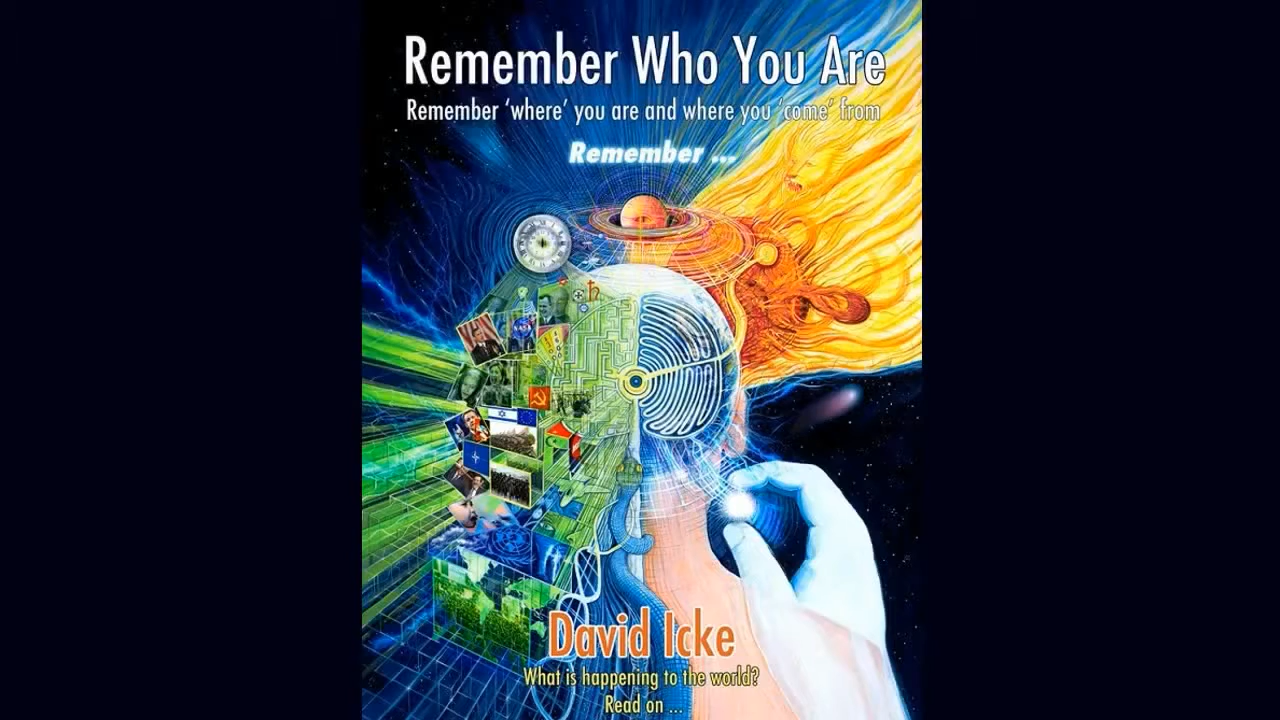 Remember Who You Are
Remember ‘where’ you are and where you ‘come’ from
Remember ...
NASA
David Icke
What is happening to the world?
Read on ...